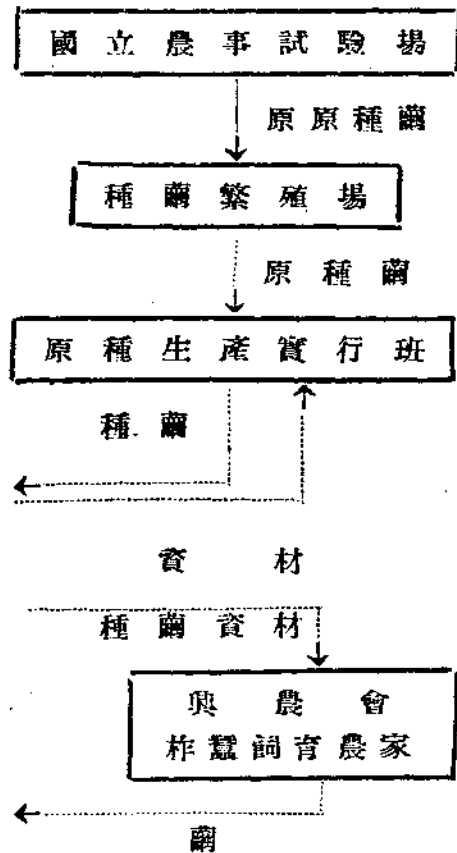 國立農事試驗場
原原種繭
種繭繁殖場
原種繭
原種生產實行班
種繭
資材
種繭資材
興農會
柞蠶飼育農家
繭